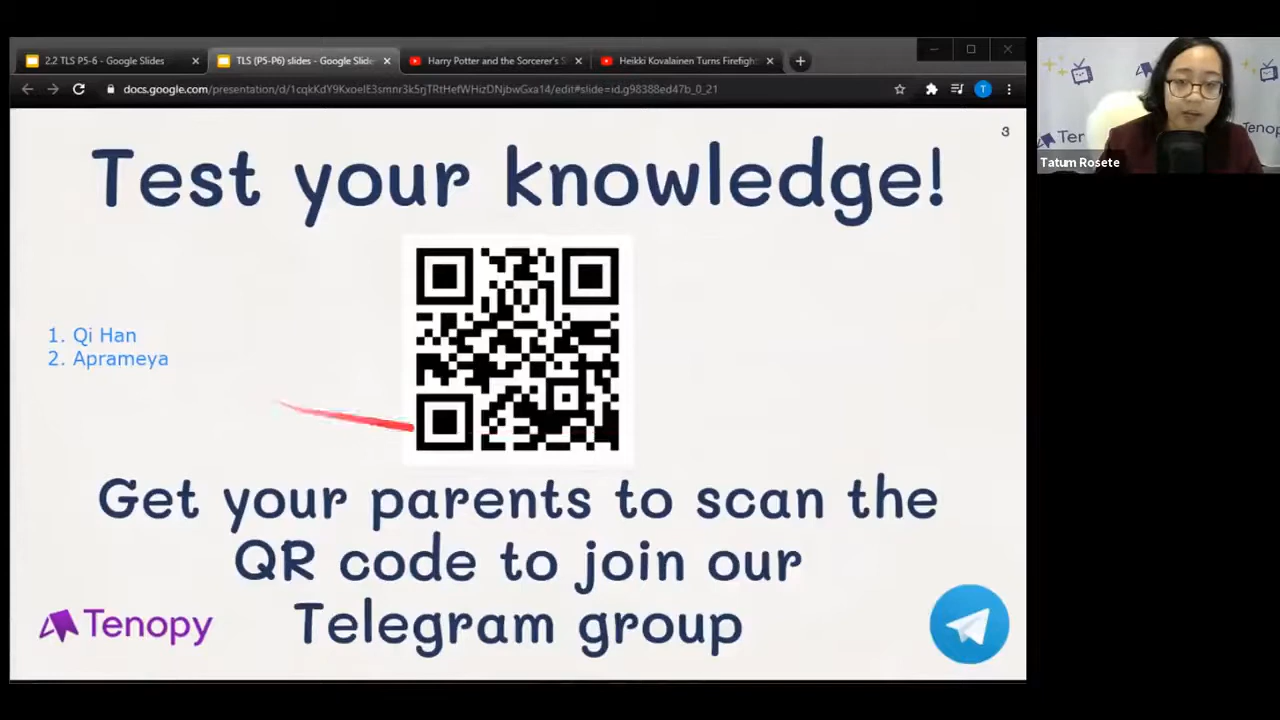 2.2 TLS P5-6 - Google Slides
TLS (P5-P6) slides - Google Slide
Harry Potter and the Sorcerer's S
Heikki Kovalainen Turns Firefigh
docs.google.com/presentation/d/1cqkKdY9KxoelE3smnr3k5rjTRtHefWHizDNjbwGxa14/edit#slide=id.g98388ed47b_0_21
T
3
Test your knowledge!
1. Qi Han
2. Aprameya
Get your parents to scan the
QR code to join our
Telegram group
Tenopy
Tatum Rosete